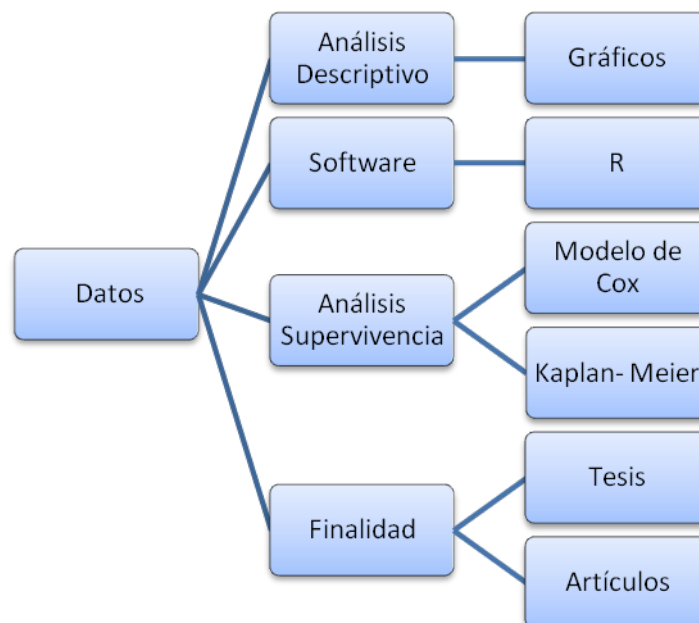 Análisis
Descriptivo
Gráficos
Software
R
Datos
Análisis
Supervivencia
Modelo de
Cox
Kaplan- Meier
Finalidad
Tesis
Artículos